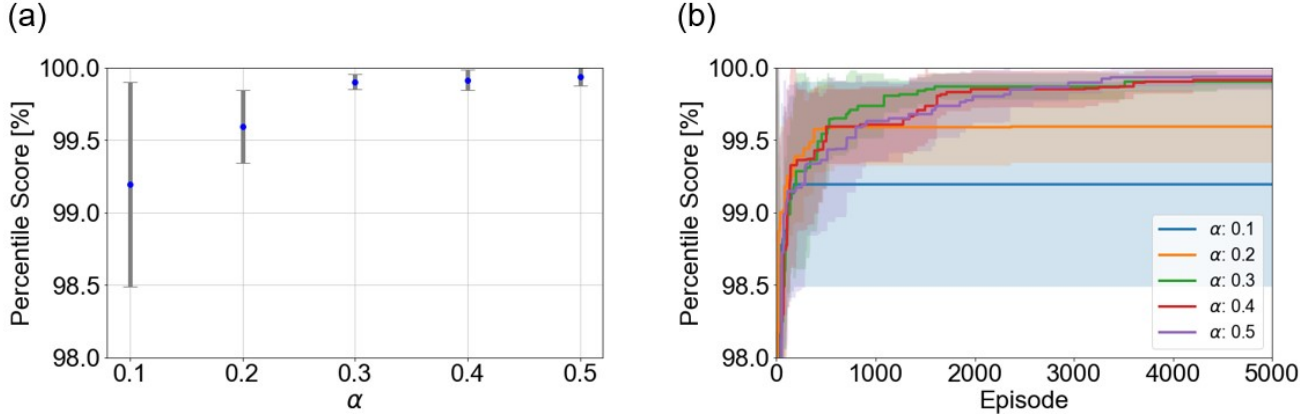 (a)
Percentile Score [%]
100.0
99.5
99.0
98.5
98.0
0.1 0.2 0.3 0.4 0.5
α
(b)
Percentile Score [%]
100.0
99.5
99.0
98.5
98.0
α: 0.1
α: 0.2
α: 0.3
α: 0.4
α: 0.5
0 1000 2000 3000 4000 5000
Episode